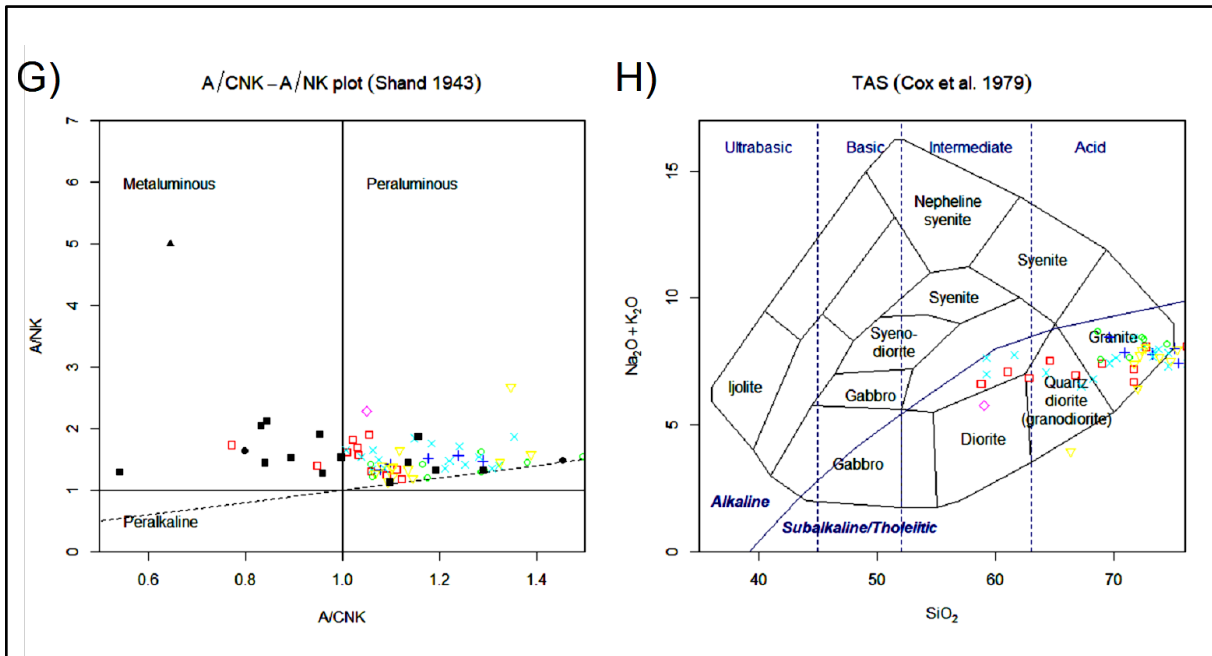 G)
A/CNK–A/NK plot (Shand 1943)
7
6
5
4
3
2
1
0
A/NK
Metaluminous
Peraluminous
Peralkaline
0.6
0.8
1.0
1.2
1.4
A/CNK
H)
TAS (Cox et al. 1979)
15
10
5
0
Na₂O + K₂O
Ultrabasic
Basic
Intermediate
Acid
Nepheline
syenite
Syenite
Syenite
Syeno-
diorite
Granite
Ijolite
Gabbro
Quartz
diorite
(granodiorite)
Diorite
Gabbro
Alkaline
Subalkaline/Tholeiitic
40
50
60
70
SiO₂